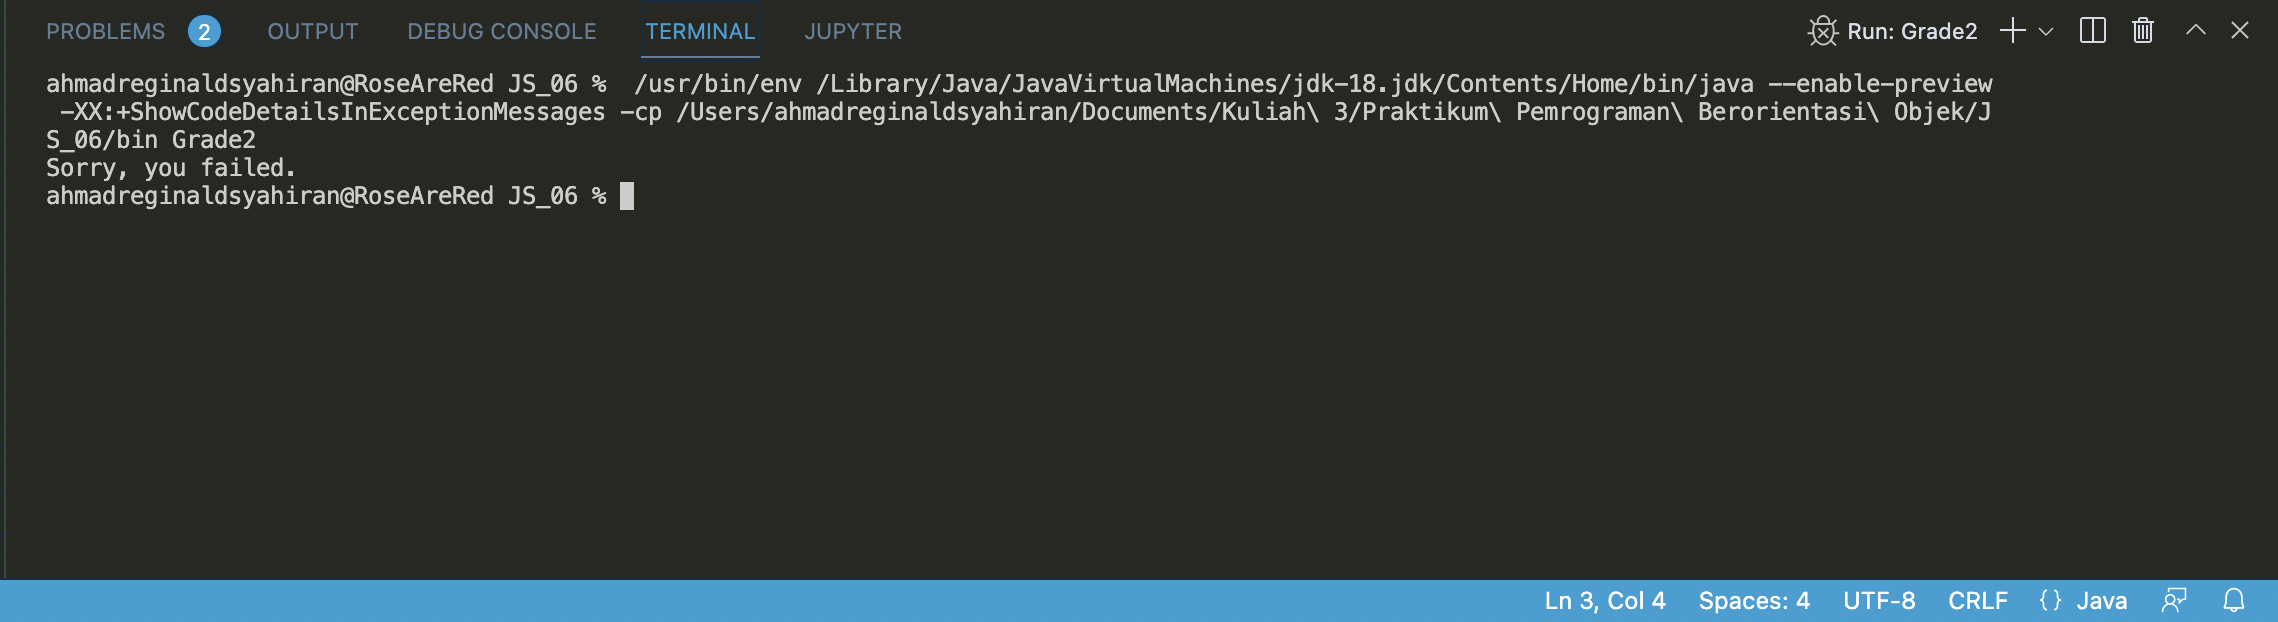 PROBLEMS 2 OUTPUT DEBUG CONSOLE TERMINAL JUPYTER Run: Grade2
ahmadreginaldsyahiran@RoseAreRed JS_06 %  /usr/bin/env /Library/Java/JavaVirtualMachines/jdk-18.jdk/Contents/Home/bin/java --enable-preview
 -XX:+ShowCodeDetailsInExceptionMessages -cp /Users/ahmadreginaldsyahiran/Documents/Kuliah\ 3/Praktikum\ Pemrograman\ Berorientasi\ Objek/J
S_06/bin Grade2
Sorry, you failed.
ahmadreginaldsyahiran@RoseAreRed JS_06 %
Ln 3, Col 4 Spaces: 4 UTF-8 CRLF {} Java